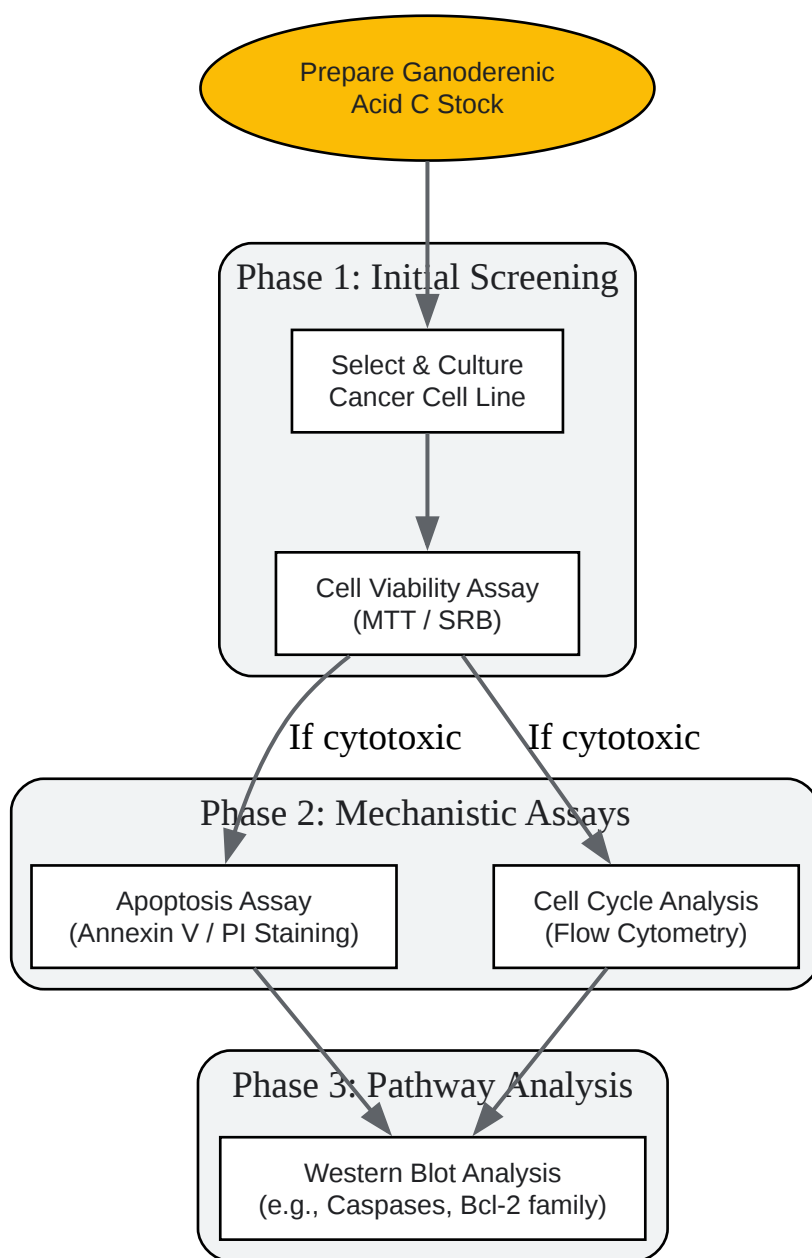 Prepare Ganoderenic
Acid C Stock
Phase 1: Initial Screening
Select & Culture
Cancer Cell Line
Cell Viability Assay
(MTT / SRB)
If cytotoxic
If cytotoxic
Phase 2: Mechanistic Assays
Apoptosis Assay
(Annexin V / PI Staining)
Cell Cycle Analysis
(Flow Cytometry)
Phase 3: Pathway Analysis
Western Blot Analysis
(e.g., Caspases, Bcl-2 family)